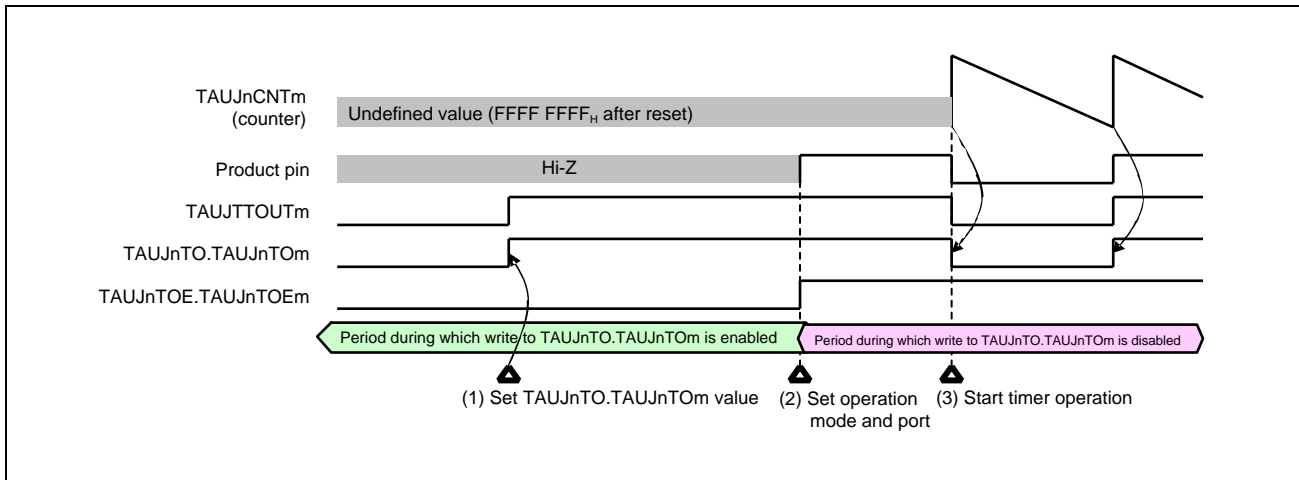 TAUJnCNTm
(counter)
Undefined value (FFFF FFFFH after reset)
Product pin
Hi-Z
TAUJTTOUTm
TAUJnTO.TAUJnTOm
TAUJnTOE.TAUJnTOEm
Period during which write to TAUJnTO.TAUJnTOm is enabled
Period during which write to TAUJnTO.TAUJnTOm is disabled
(1) Set TAUJnTO.TAUJnTOm value
(2) Set operation
mode and port
(3) Start timer operation